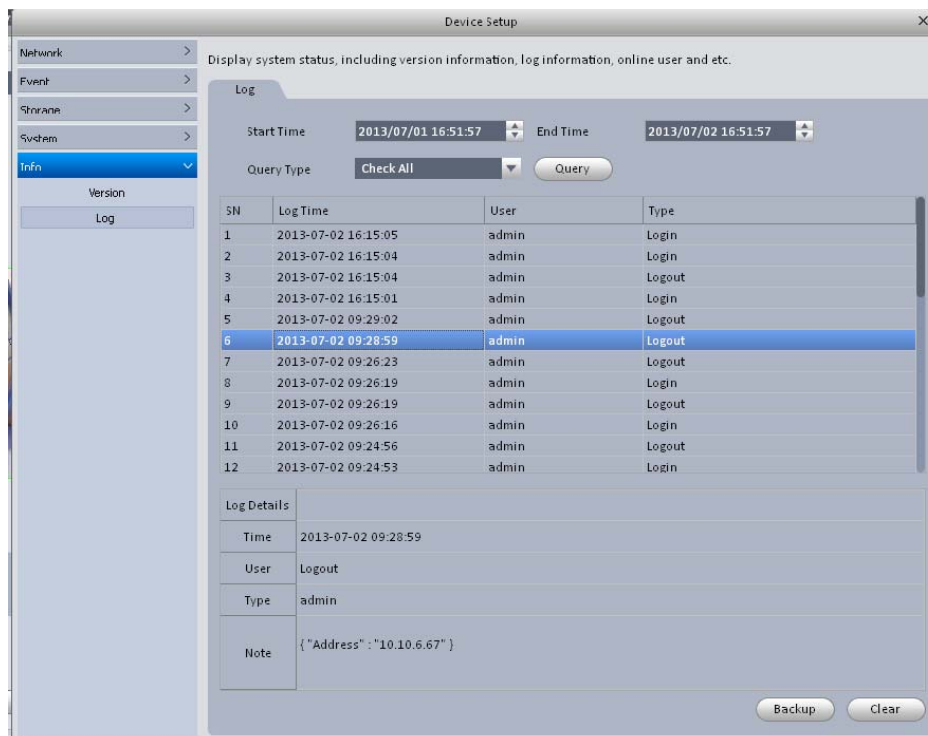 Device Setup
Network
Event
Storage
System
Info
Version
Log
Display system status, including version information, log information, online user and etc.
Log
Start Time 2013/07/01 16:51:57 End Time 2013/07/02 16:51:57
Query Type Check All Query
SN Log Time User Type
1 2013-07-02 16:15:05 admin Login
2 2013-07-02 16:15:04 admin Login
3 2013-07-02 16:15:04 admin Logout
4 2013-07-02 16:15:01 admin Login
5 2013-07-02 09:29:02 admin Logout
6 2013-07-02 09:28:59 admin Logout
7 2013-07-02 09:26:23 admin Logout
8 2013-07-02 09:26:19 admin Login
9 2013-07-02 09:26:19 admin Logout
10 2013-07-02 09:26:16 admin Login
11 2013-07-02 09:24:56 admin Logout
12 2013-07-02 09:24:53 admin Login
Log Details
Time 2013-07-02 09:28:59
User Logout
Type admin
Note { "Address" : "10.10.6.67" }
Backup Clear